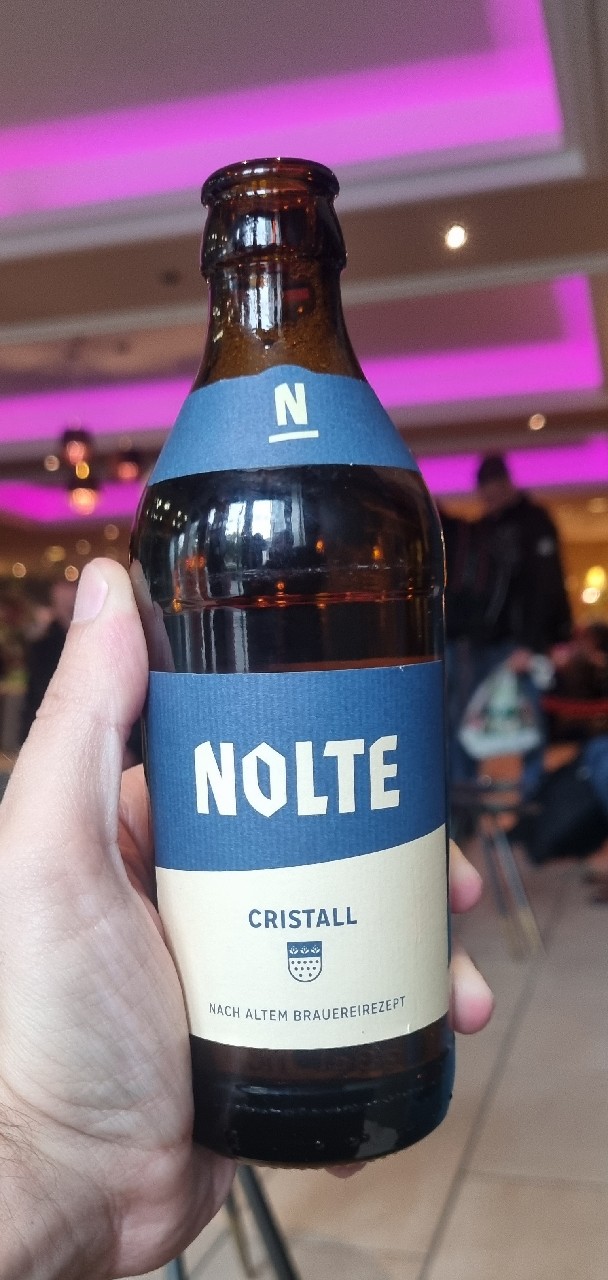 N
NOLTE
CRISTALL
NACH ALTEM BRAUEREIREZEPT